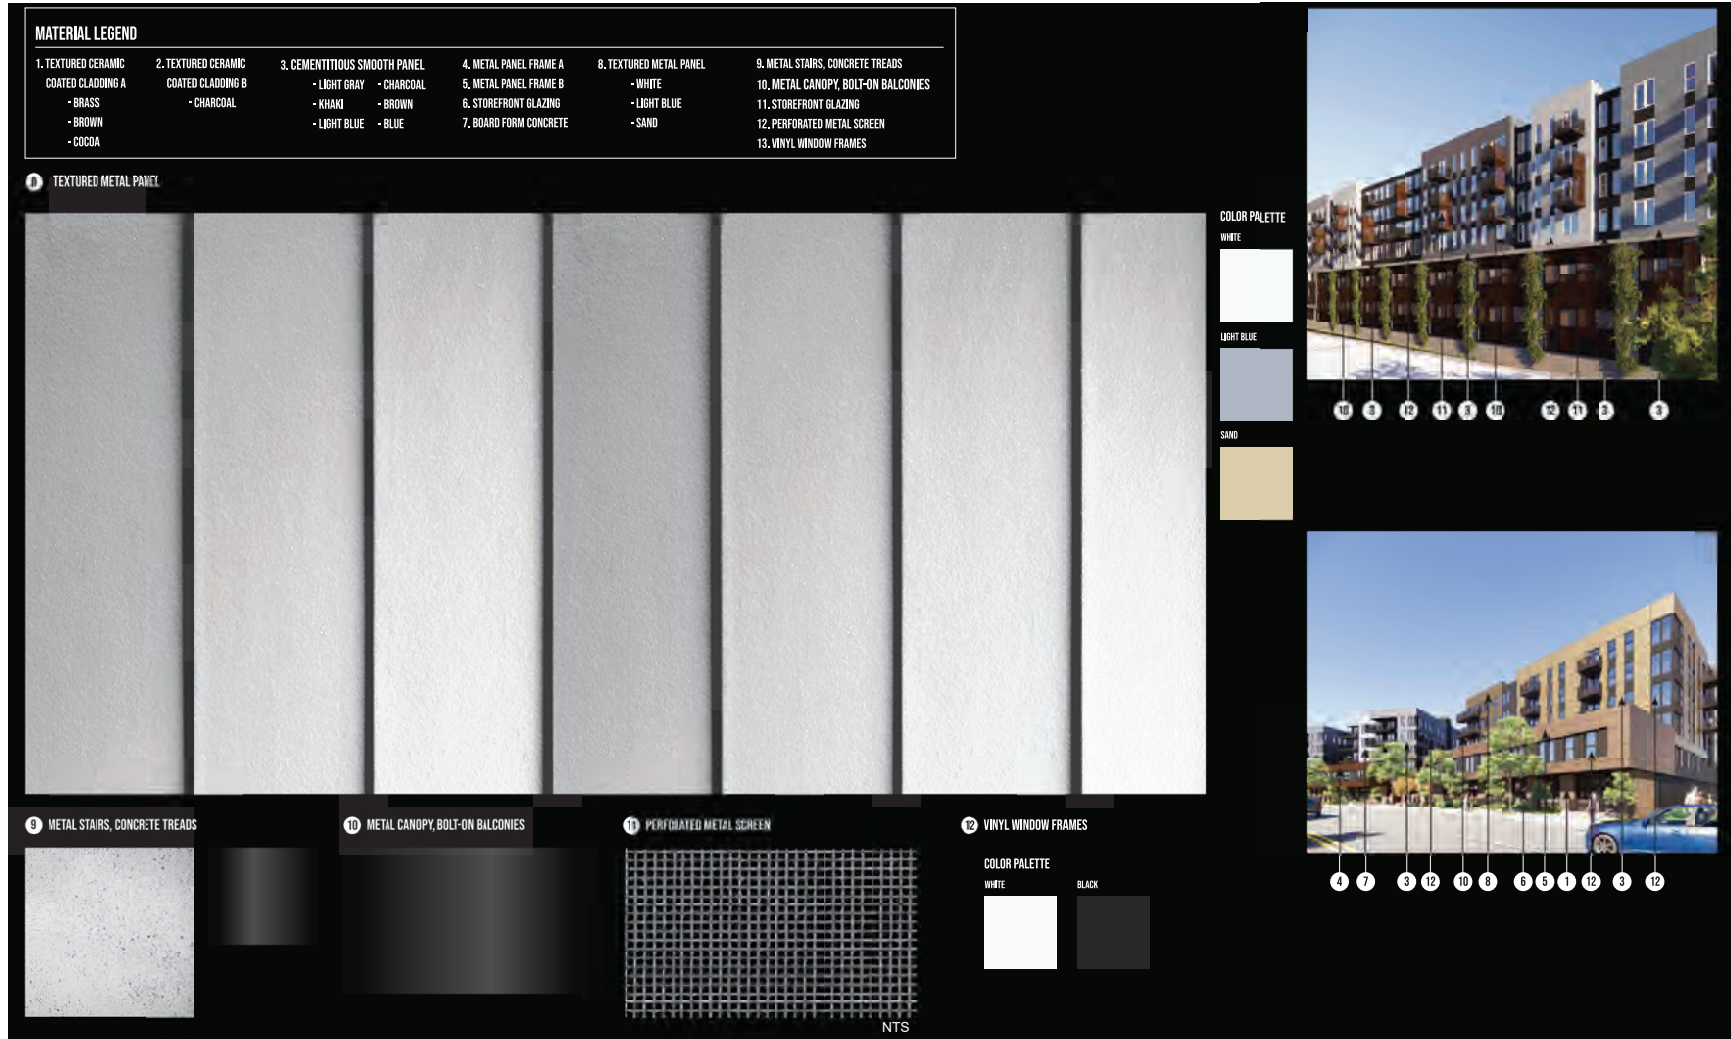 MATERIAL LEGEND
1. TEXTURED CERAMIC
COATED CLADDING A
- BRASS
- BROWN
- COCOA
2. TEXTURED CERAMIC
COATED CLADDING B
- CHARCOAL
3. CEMENTITIOUS SMOOTH PANEL
- LIGHT GRAY - CHARCOAL
- KHAKI - BROWN
- LIGHT BLUE - BLUE
4. METAL PANEL FRAME A
5. METAL PANEL FRAME B
6. STOREFRONT GLAZING
7. BOARD FORM CONCRETE
8. TEXTURED METAL PANEL
- WHITE
- LIGHT BLUE
- SAND
9. METAL STAIRS, CONCRETE TREADS
10. METAL CANOPY, BOLT-ON BALCONIES
11. STOREFRONT GLAZING
12. PERFORATED METAL SCREEN
13. VINYL WINDOW FRAMES
TEXTURED METAL PANEL
COLOR PALETTE
WHITE
LIGHT BLUE
SAND
10 3 12 11 3 10 12 11 3 3
4 7 3 12 10 8 6 5 1 12 3 12
9 METAL STAIRS, CONCRETE TREADS
10 METAL CANOPY, BOLT-ON BALCONIES
11 PERFORATED METAL SCREEN
12 VINYL WINDOW FRAMES
COLOR PALETTE
WHITE BLACK
NTS